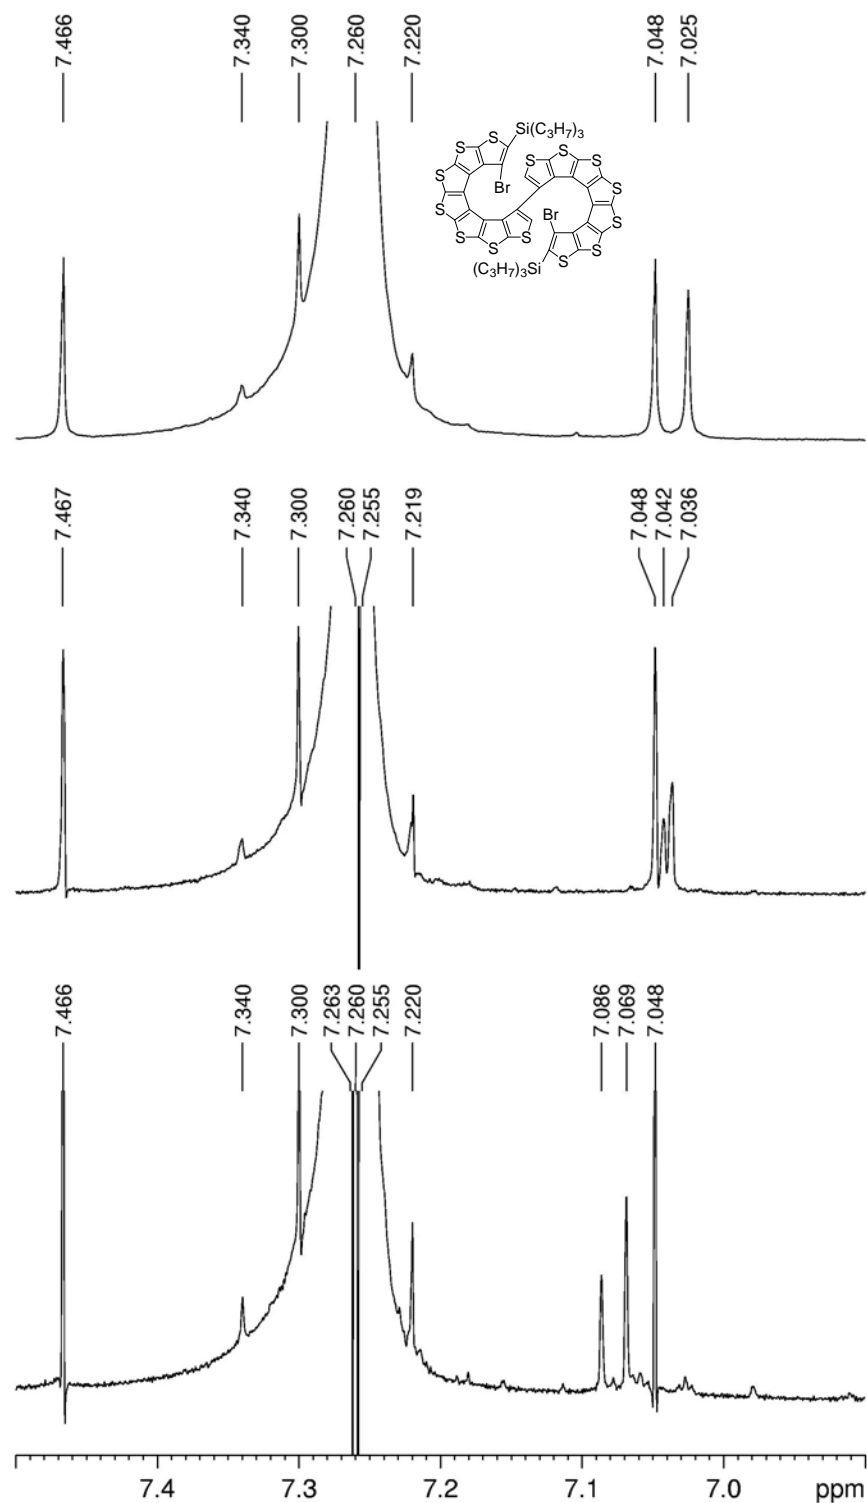 7.466 7.340 7.300 7.260 7.220 7.048 7.025
S Si(C₃H₇)₃
S S
S S
S
Br S
S Br S
S S
S S
(C₃H₇)₃Si S
7.467 7.340 7.300 7.260 7.255 7.219 7.048 7.042 7.036
7.466 7.340 7.300 7.263 7.260 7.255 7.220 7.086 7.069 7.048
7.4 7.3 7.2 7.1 7.0 ppm